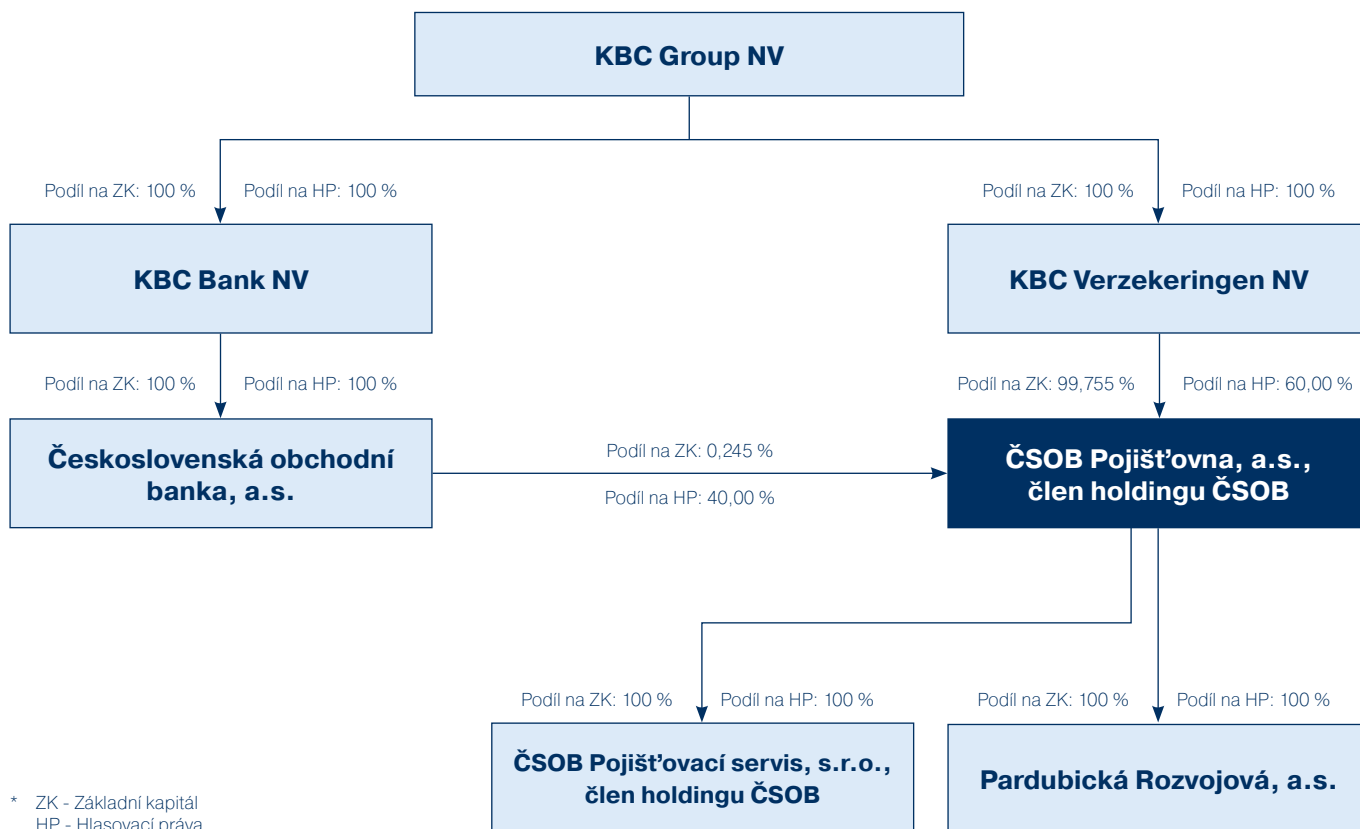 KBC Group NV
Podíl na ZK: 100 % Podíl na HP: 100 %
Podíl na ZK: 100 % Podíl na HP: 100 %
KBC Bank NV
KBC Verzekeringen NV
Podíl na ZK: 100 % Podíl na HP: 100 %
Podíl na ZK: 99,755 % Podíl na HP: 60,00 %
Československá obchodní
banka, a.s.
Podíl na ZK: 0,245 %
Podíl na HP: 40,00 %
ČSOB Pojišťovna, a.s.,
člen holdingu ČSOB
Podíl na ZK: 100 % Podíl na HP: 100 %
Podíl na ZK: 100 % Podíl na HP: 100 %
ČSOB Pojišťovací servis, s.r.o.,
člen holdingu ČSOB
Pardubická Rozvojová, a.s.
* ZK - Základní kapitál
HP - Hlasovací práva